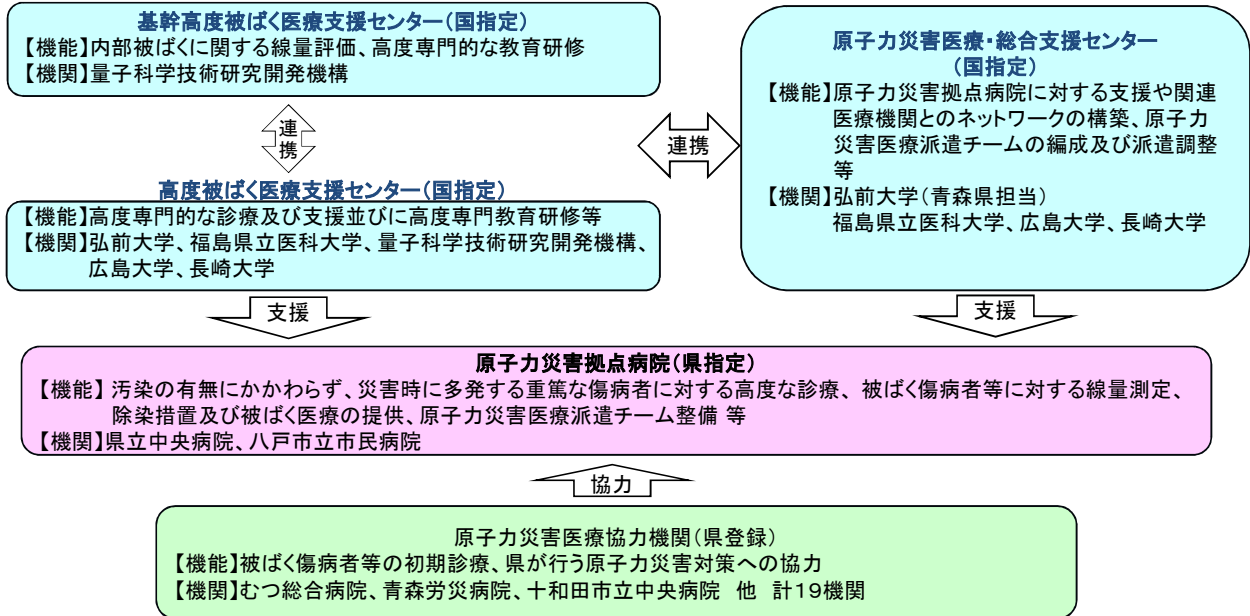 基幹高度被ばく医療支援センター(国指定)
【機能】内部被ばくに関する線量評価、高度専門的な教育研修
【機関】量子科学技術研究開発機構
連
携
高度被ばく医療支援センター(国指定)
【機能】高度専門的な診療及び支援並びに高度専門教育研修等
【機関】弘前大学、福島県立医科大学、量子科学技術研究開発機構、
広島大学、長崎大学
連携
原子力災害医療・総合支援センター
(国指定)
【機能】原子力災害拠点病院に対する支援や関連
医療機関とのネットワークの構築、原子力
災害医療派遣チームの編成及び派遣調整
等
【機関】弘前大学(青森県担当)
福島県立医科大学、広島大学、長崎大学
支援
支援
原子力災害拠点病院(県指定)
【機能】 汚染の有無にかかわらず、災害時に多発する重篤な傷病者に対する高度な診療、 被ばく傷病者等に対する線量測定、
除染措置及び被ばく医療の提供、原子力災害医療派遣チーム整備 等
【機関】県立中央病院、八戸市立市民病院
協力
原子力災害医療協力機関(県登録)
【機能】被ばく傷病者等の初期診療、県が行う原子力災害対策への協力
【機関】むつ総合病院、青森労災病院、十和田市立中央病院 他 計19機関